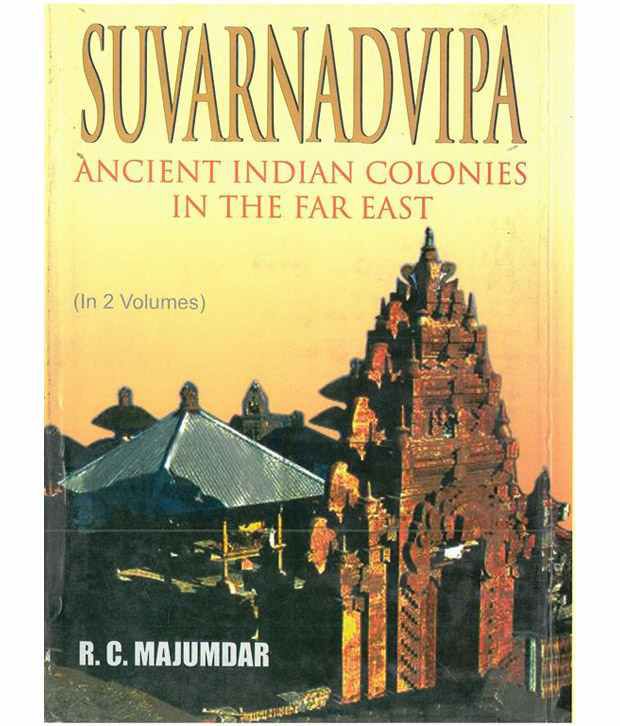 SUVARNADVIPA
ANCIENT INDIAN COLONIES
IN THE FAR EAST
(In 2 Volumes)
R. C. MAJUMDAR